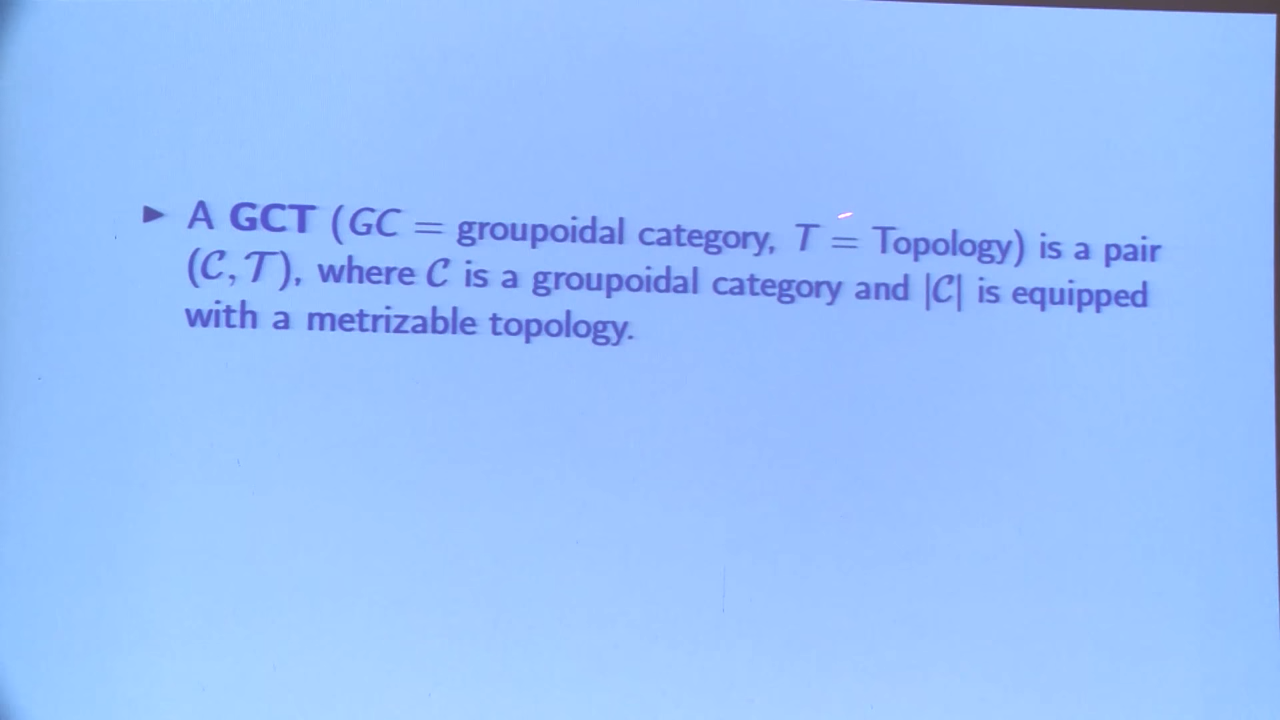 ▶ A GCT (GC = groupoidal category, T = Topology) is a pair
(𝒞, 𝒯), where 𝒞 is a groupoidal category and |𝒞| is equipped
with a metrizable topology.